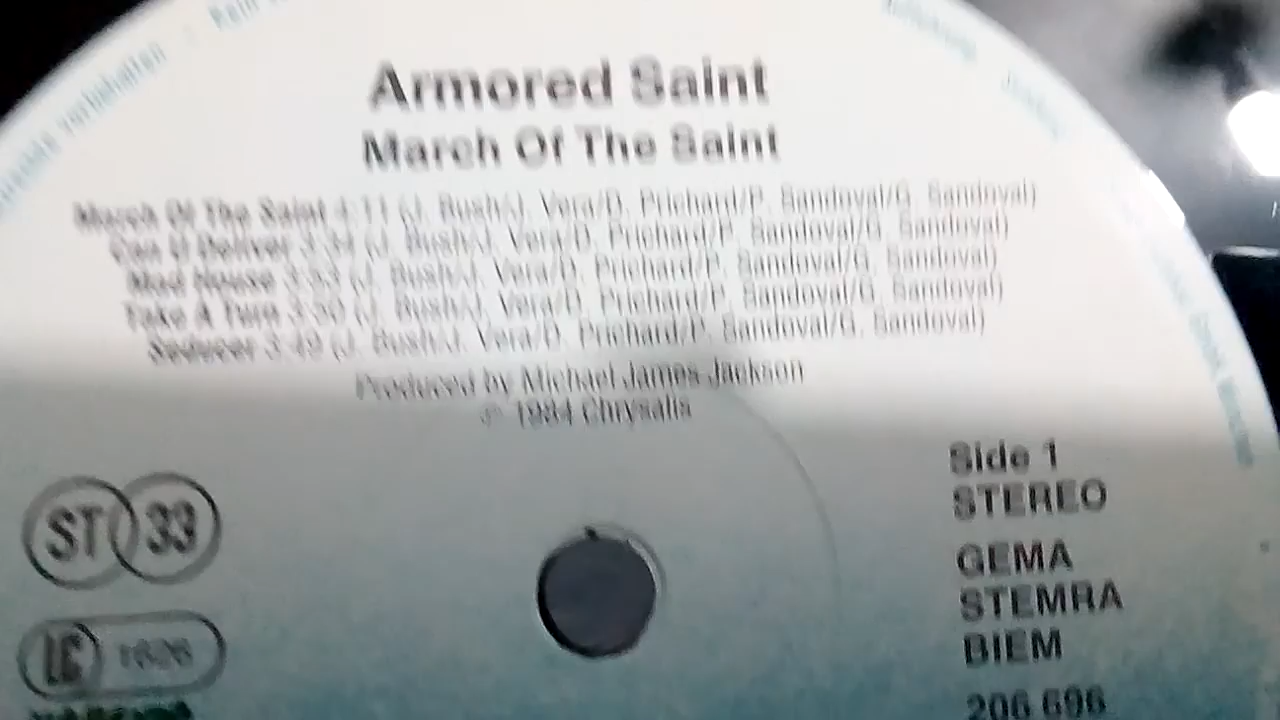 vorbehalten
Armored Saint
March Of The Saint
March Of The Saint 4:11 (J. Bush/J. Vera/D. Prichard/P. Sandoval/G. Sandoval)
Can U Deliver 3:34 (J. Bush/J. Vera/D. Prichard/P. Sandoval/G. Sandoval)
Mad House 3:53 (J. Bush/J. Vera/D. Prichard/P. Sandoval/G. Sandoval)
Take A Turn 3:50 (J. Bush/J. Vera/D. Prichard/P. Sandoval/G. Sandoval)
Seducer 3:49 (J. Bush/J. Vera/D. Prichard/P. Sandoval/G. Sandoval)
Produced by Michael James Jackson
℗ 1984 Chrysalis
Side 1
STEREO
ST 33
GEMA
STEMRA
BIEM
LC 1626
206 696